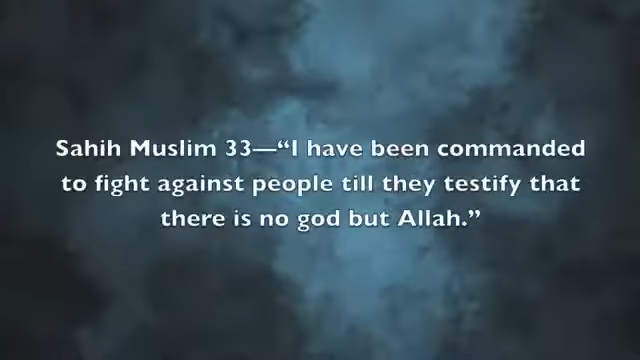 Sahih Muslim 33—“I have been commanded
to fight against people till they testify that
there is no god but Allah.”